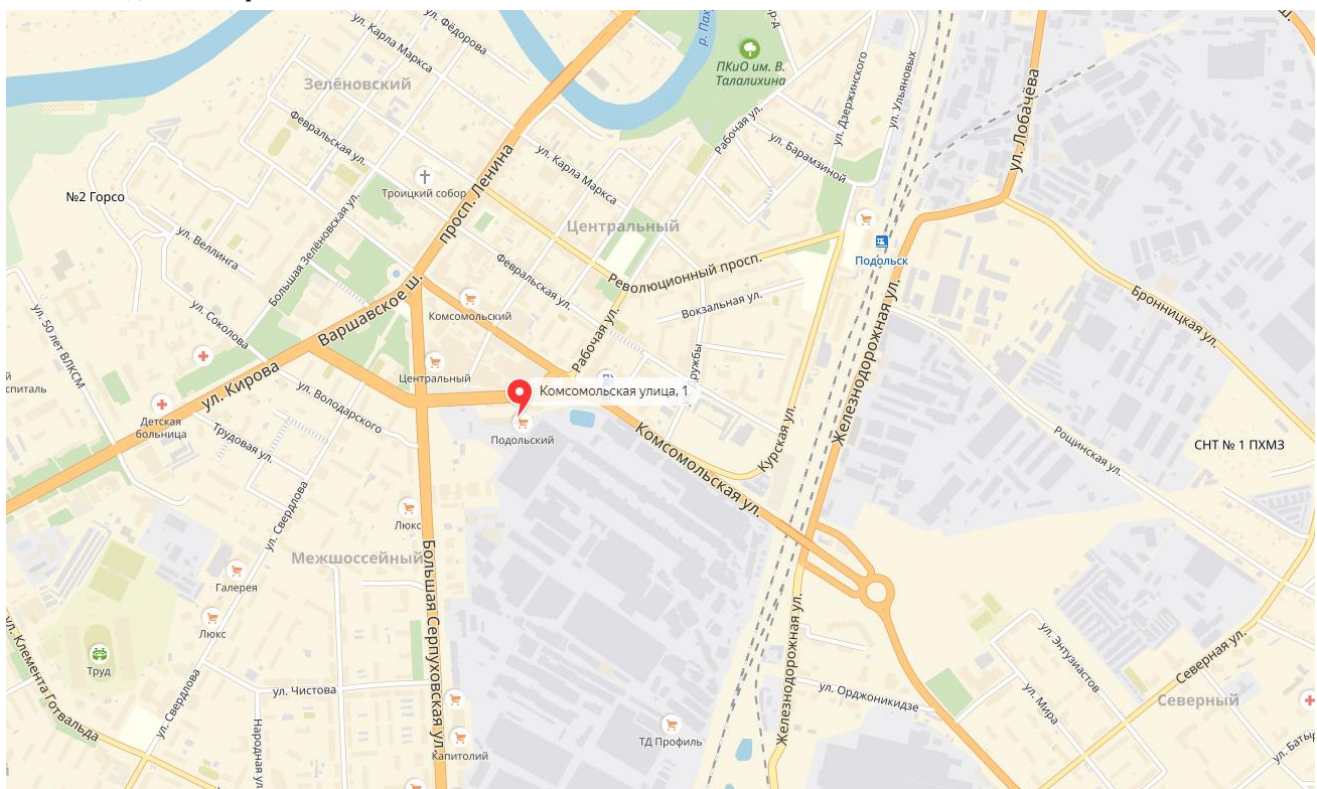 ул. Карла Маркса
ул. Фёдорова
р. Пах
ПКиО им. В.
Талалихина
ул. Дзержинского
ул. Ульяновых
ул. Лобачёва
Зелёновский
Февральская ул.
Рабочая ул.
ул. Барамзиной
Троицкий собор
просп. Ленина
ул. Карла Маркса
№2 Горсо
Большая Зелёновская ул.
Центральный
ул. Веллинга
Февральская ул.
Революционный просп.
Подольск
Варшавское ш.
Комсомольский
Вокзальная ул.
Железнодорожная ул.
Бронницкая ул.
ул. 50 лет ВЛКСМ
ул. Соколова
Рабочая ул.
Центральный
спиталь
ул. Кирова
ул. Володарского
Комсомольская улица, 1
Детская
больница
Трудовая ул.
Подольский
Комсомольская ул.
Курская ул.
Рощинская ул.
СНТ № 1 ПХМЗ
ул. Свердлова
Люкс
Межшоссейный
Большая Серпуховская ул.
Галерея
Люкс
Труд
ул. Клемента Готвальда
ул. Свердлова
ул. Чистова
Народная ул.
Капитолий
ТД Профиль
Железнодорожная ул.
ул. Орджоникидзе
ул. Энтузиастов
ул. Мира
Северная ул.
Северный
ул. Батыр